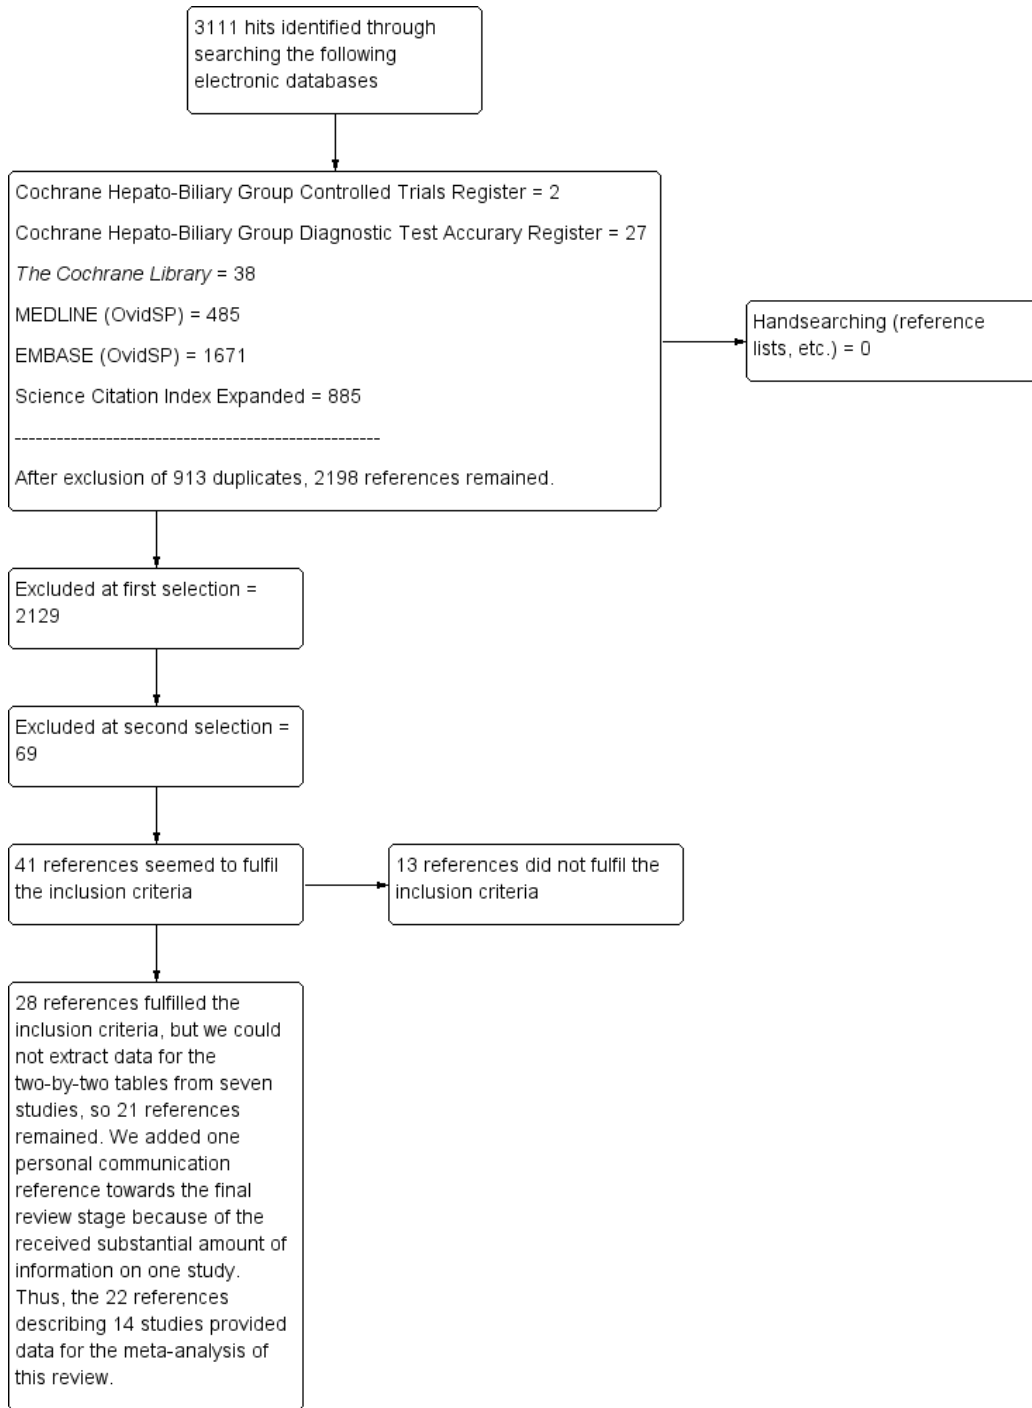 3111 hits identified through
searching the following
electronic databases
Cochrane Hepato-Biliary Group Controlled Trials Register = 2
Cochrane Hepato-Biliary Group Diagnostic Test Accurary Register = 27
The Cochrane Library = 38
MEDLINE (OvidSP) = 485
EMBASE (OvidSP) = 1671
Science Citation Index Expanded = 885
----------------------------------------------------
After exclusion of 913 duplicates, 2198 references remained.
Handsearching (reference
lists, etc.) = 0
Excluded at first selection =
2129
Excluded at second selection =
69
41 references seemed to fulfil
the inclusion criteria
13 references did not fulfil the
inclusion criteria
28 references fulfilled the
inclusion criteria, but we could
not extract data for the
two-by-two tables from seven
studies, so 21 references
remained. We added one
personal communication
reference towards the final
review stage because of the
received substantial amount of
information on one study.
Thus, the 22 references
describing 14 studies provided
data for the meta-analysis of
this review.